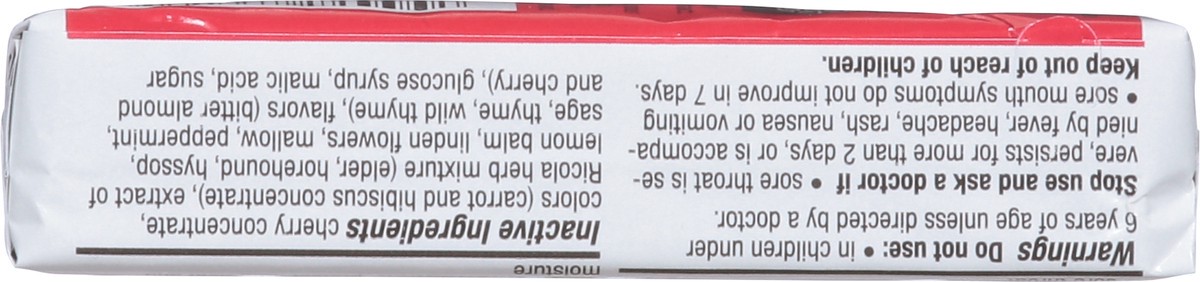 Warnings Do not use: • in children under
6 years of age unless directed by a doctor.
Stop use and ask a doctor if • sore throat is se-
vere, persists for more than 2 days, or is accompa-
nied by fever, headache, rash, nausea or vomiting
• sore mouth symptoms do not improve in 7 days.
Keep out of reach of children.
moisture
Inactive Ingredients cherry concentrate,
colors (carrot and hibiscus concentrate), extract of
Ricola herb mixture (elder, horehound, hyssop,
lemon balm, linden flowers, mallow, peppermint,
sage, thyme, wild thyme), flavors (bitter almond
and cherry), glucose syrup, malic acid, sugar